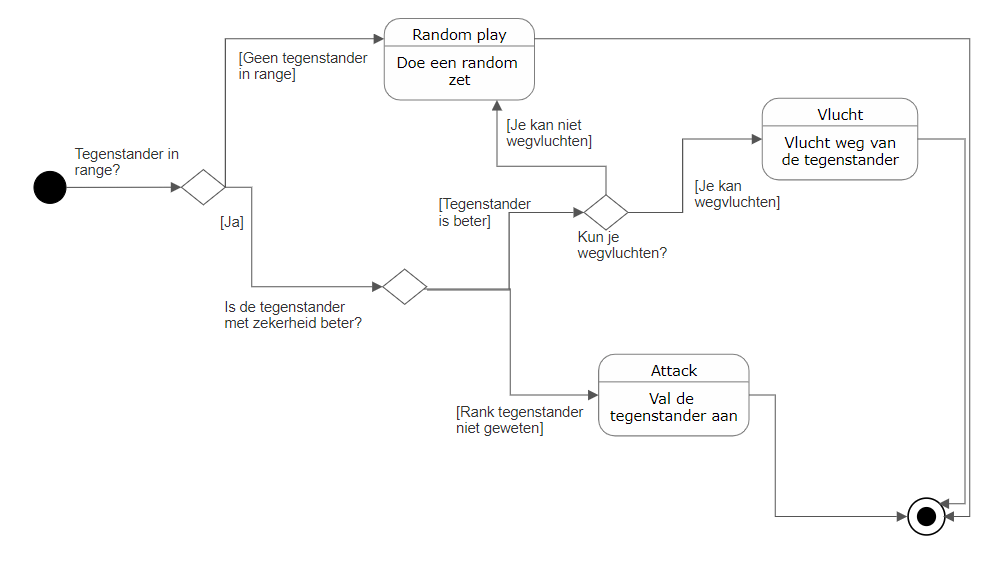 Random play
Doe een random
zet
[Geen tegenstander
in range]
[Je kan niet
wegvluchten]
Vlucht
Vlucht weg van
de tegenstander
Tegenstander in
range?
[Je kan
wegvluchten]
[Tegenstander
is beter]
[Ja]
Kun je
wegvluchten?
Is de tegenstander
met zekerheid beter?
Attack
Val de
tegenstander aan
[Rank tegenstander
niet geweten]